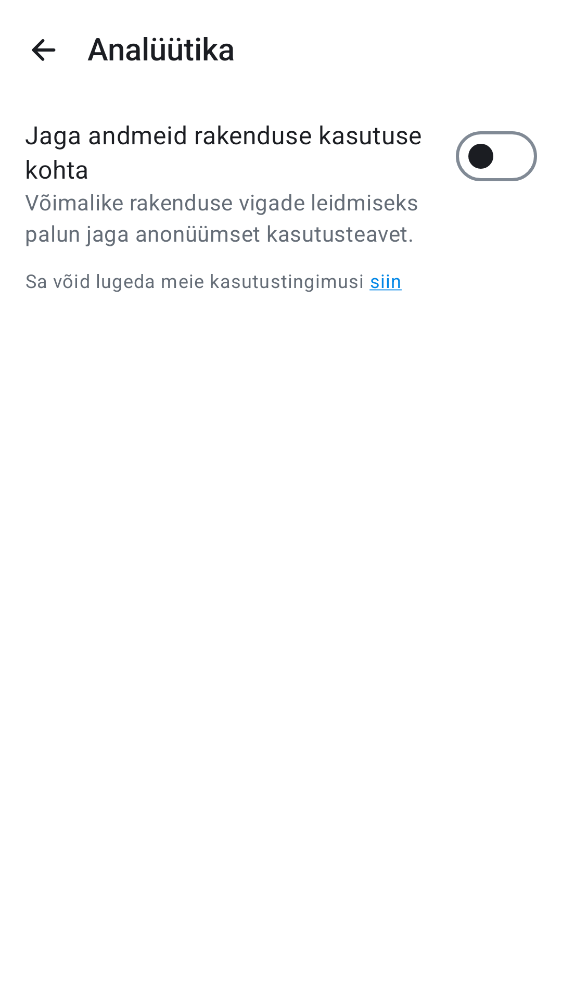 Analüütika
Jaga andmeid rakenduse kasutuse
kohta
Võimalike rakenduse vigade leidmiseks
palun jaga anonüümset kasutusteavet.
Sa võid lugeda meie kasutustingimusi siin